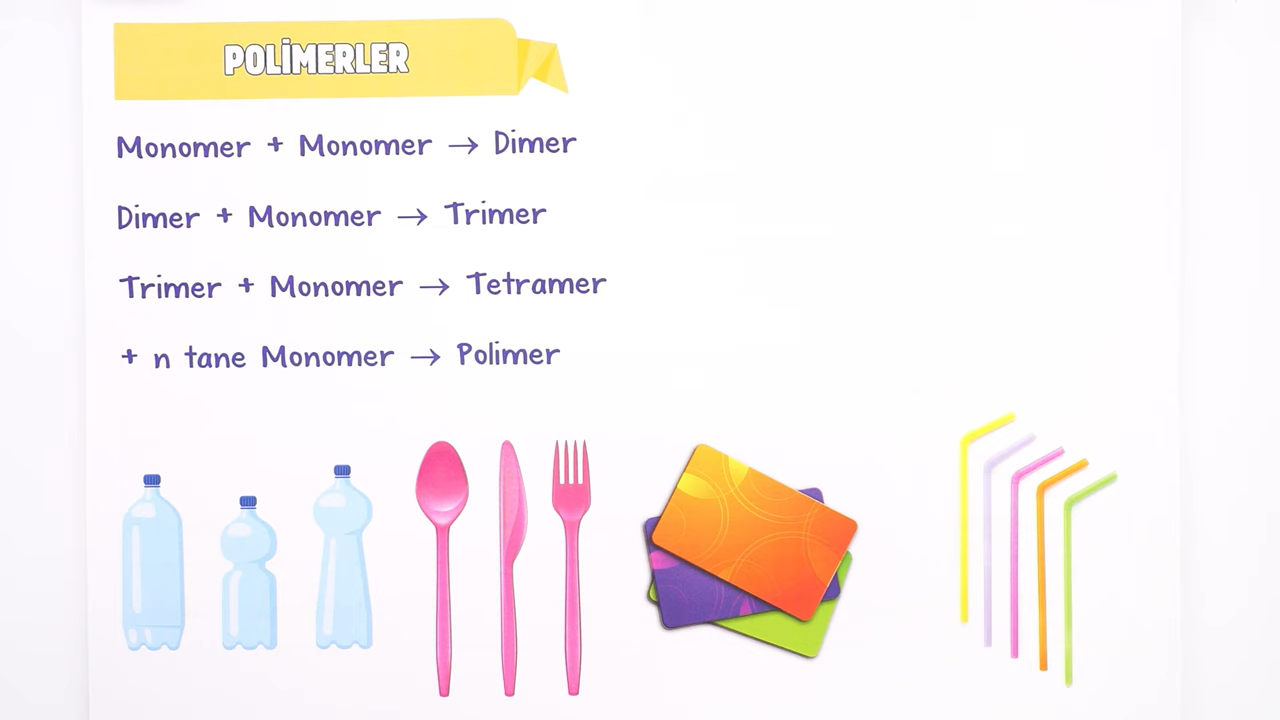 POLİMERLER
Monomer + Monomer → Dimer
Dimer + Monomer → Trimer
Trimer + Monomer → Tetramer
+ n tane Monomer → Polimer